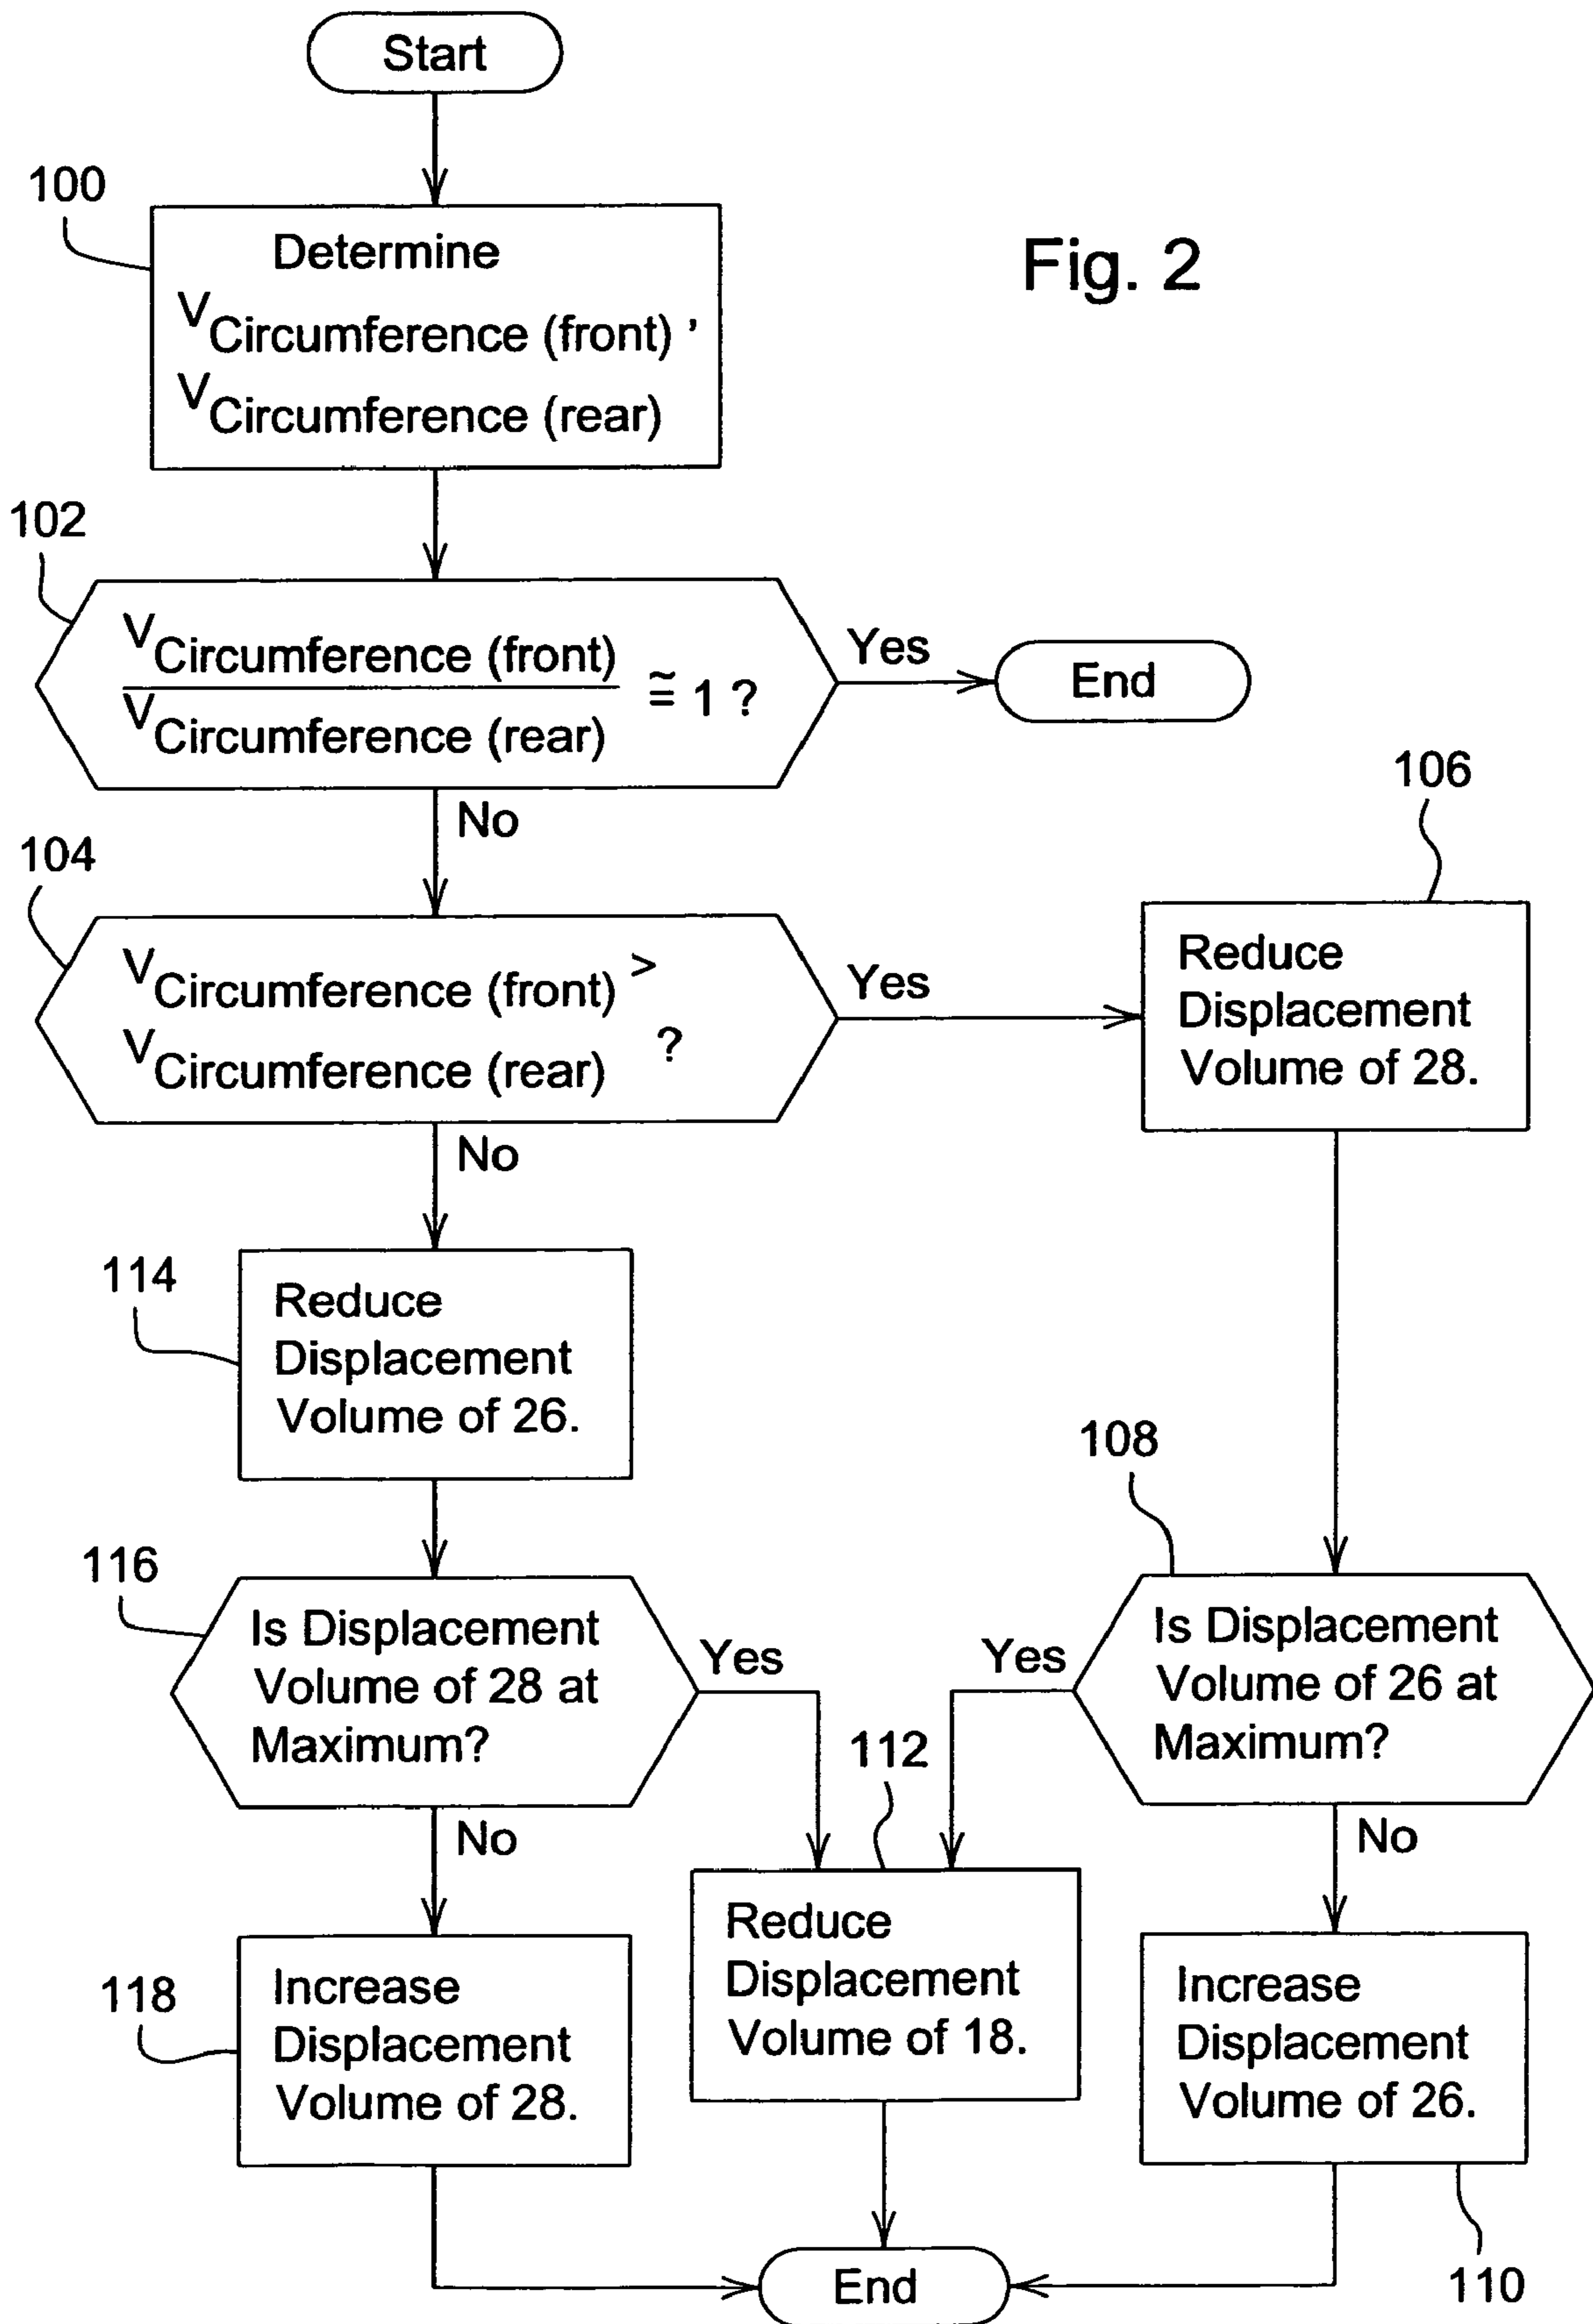 Start
100
Determine
VCircumference (front) ,
VCircumference (rear)
Fig. 2
102
VCircumference (front)
VCircumference (rear)
≅ 1 ?
Yes
End
No
104
VCircumference (front) >
VCircumference (rear) ?
Yes
106
Reduce
Displacement
Volume of 28.
No
114
Reduce
Displacement
Volume of 26.
116
Is Displacement
Volume of 28 at
Maximum?
Yes
108
Is Displacement
Volume of 26 at
Maximum?
Yes
112
Reduce
Displacement
Volume of 18.
No
118
Increase
Displacement
Volume of 28.
No
Increase
Displacement
Volume of 26.
110
End